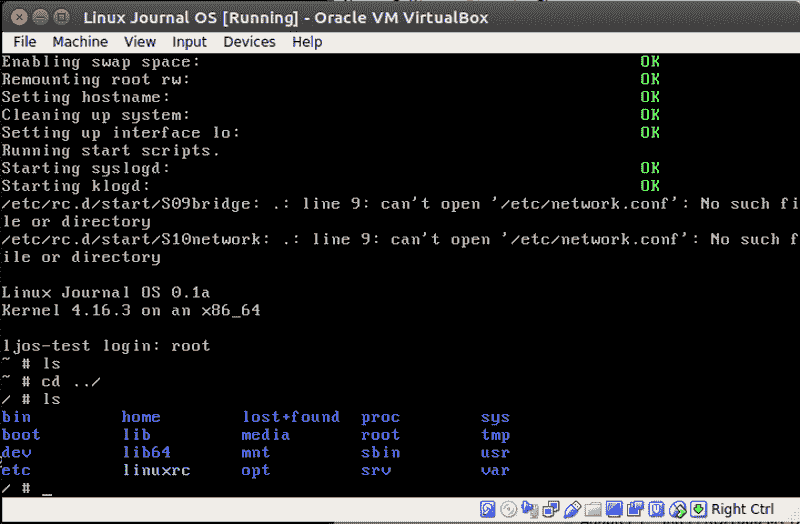 Linux Journal OS [Running] - Oracle VM VirtualBox
File Machine View Input Devices Help
Enabling swap space: OK
Remounting root rw: OK
Setting hostname: OK
Cleaning up system: OK
Setting up interface lo: OK
Running start scripts.
Starting syslogd: OK
Starting klogd: OK
/etc/rc.d/start/S09bridge: .: line 9: can't open '/etc/network.conf': No such fi
le or directory
/etc/rc.d/start/S10network: .: line 9: can't open '/etc/network.conf': No such f
ile or directory
Linux Journal OS 0.1a
Kernel 4.16.3 on an x86_64
ljos-test login: root
~ # ls
~ # cd ../
/ # ls
bin home lost+found proc sys
boot lib media root tmp
dev lib64 mnt sbin usr
etc linuxrc opt srv var
/ # _
Right Ctrl